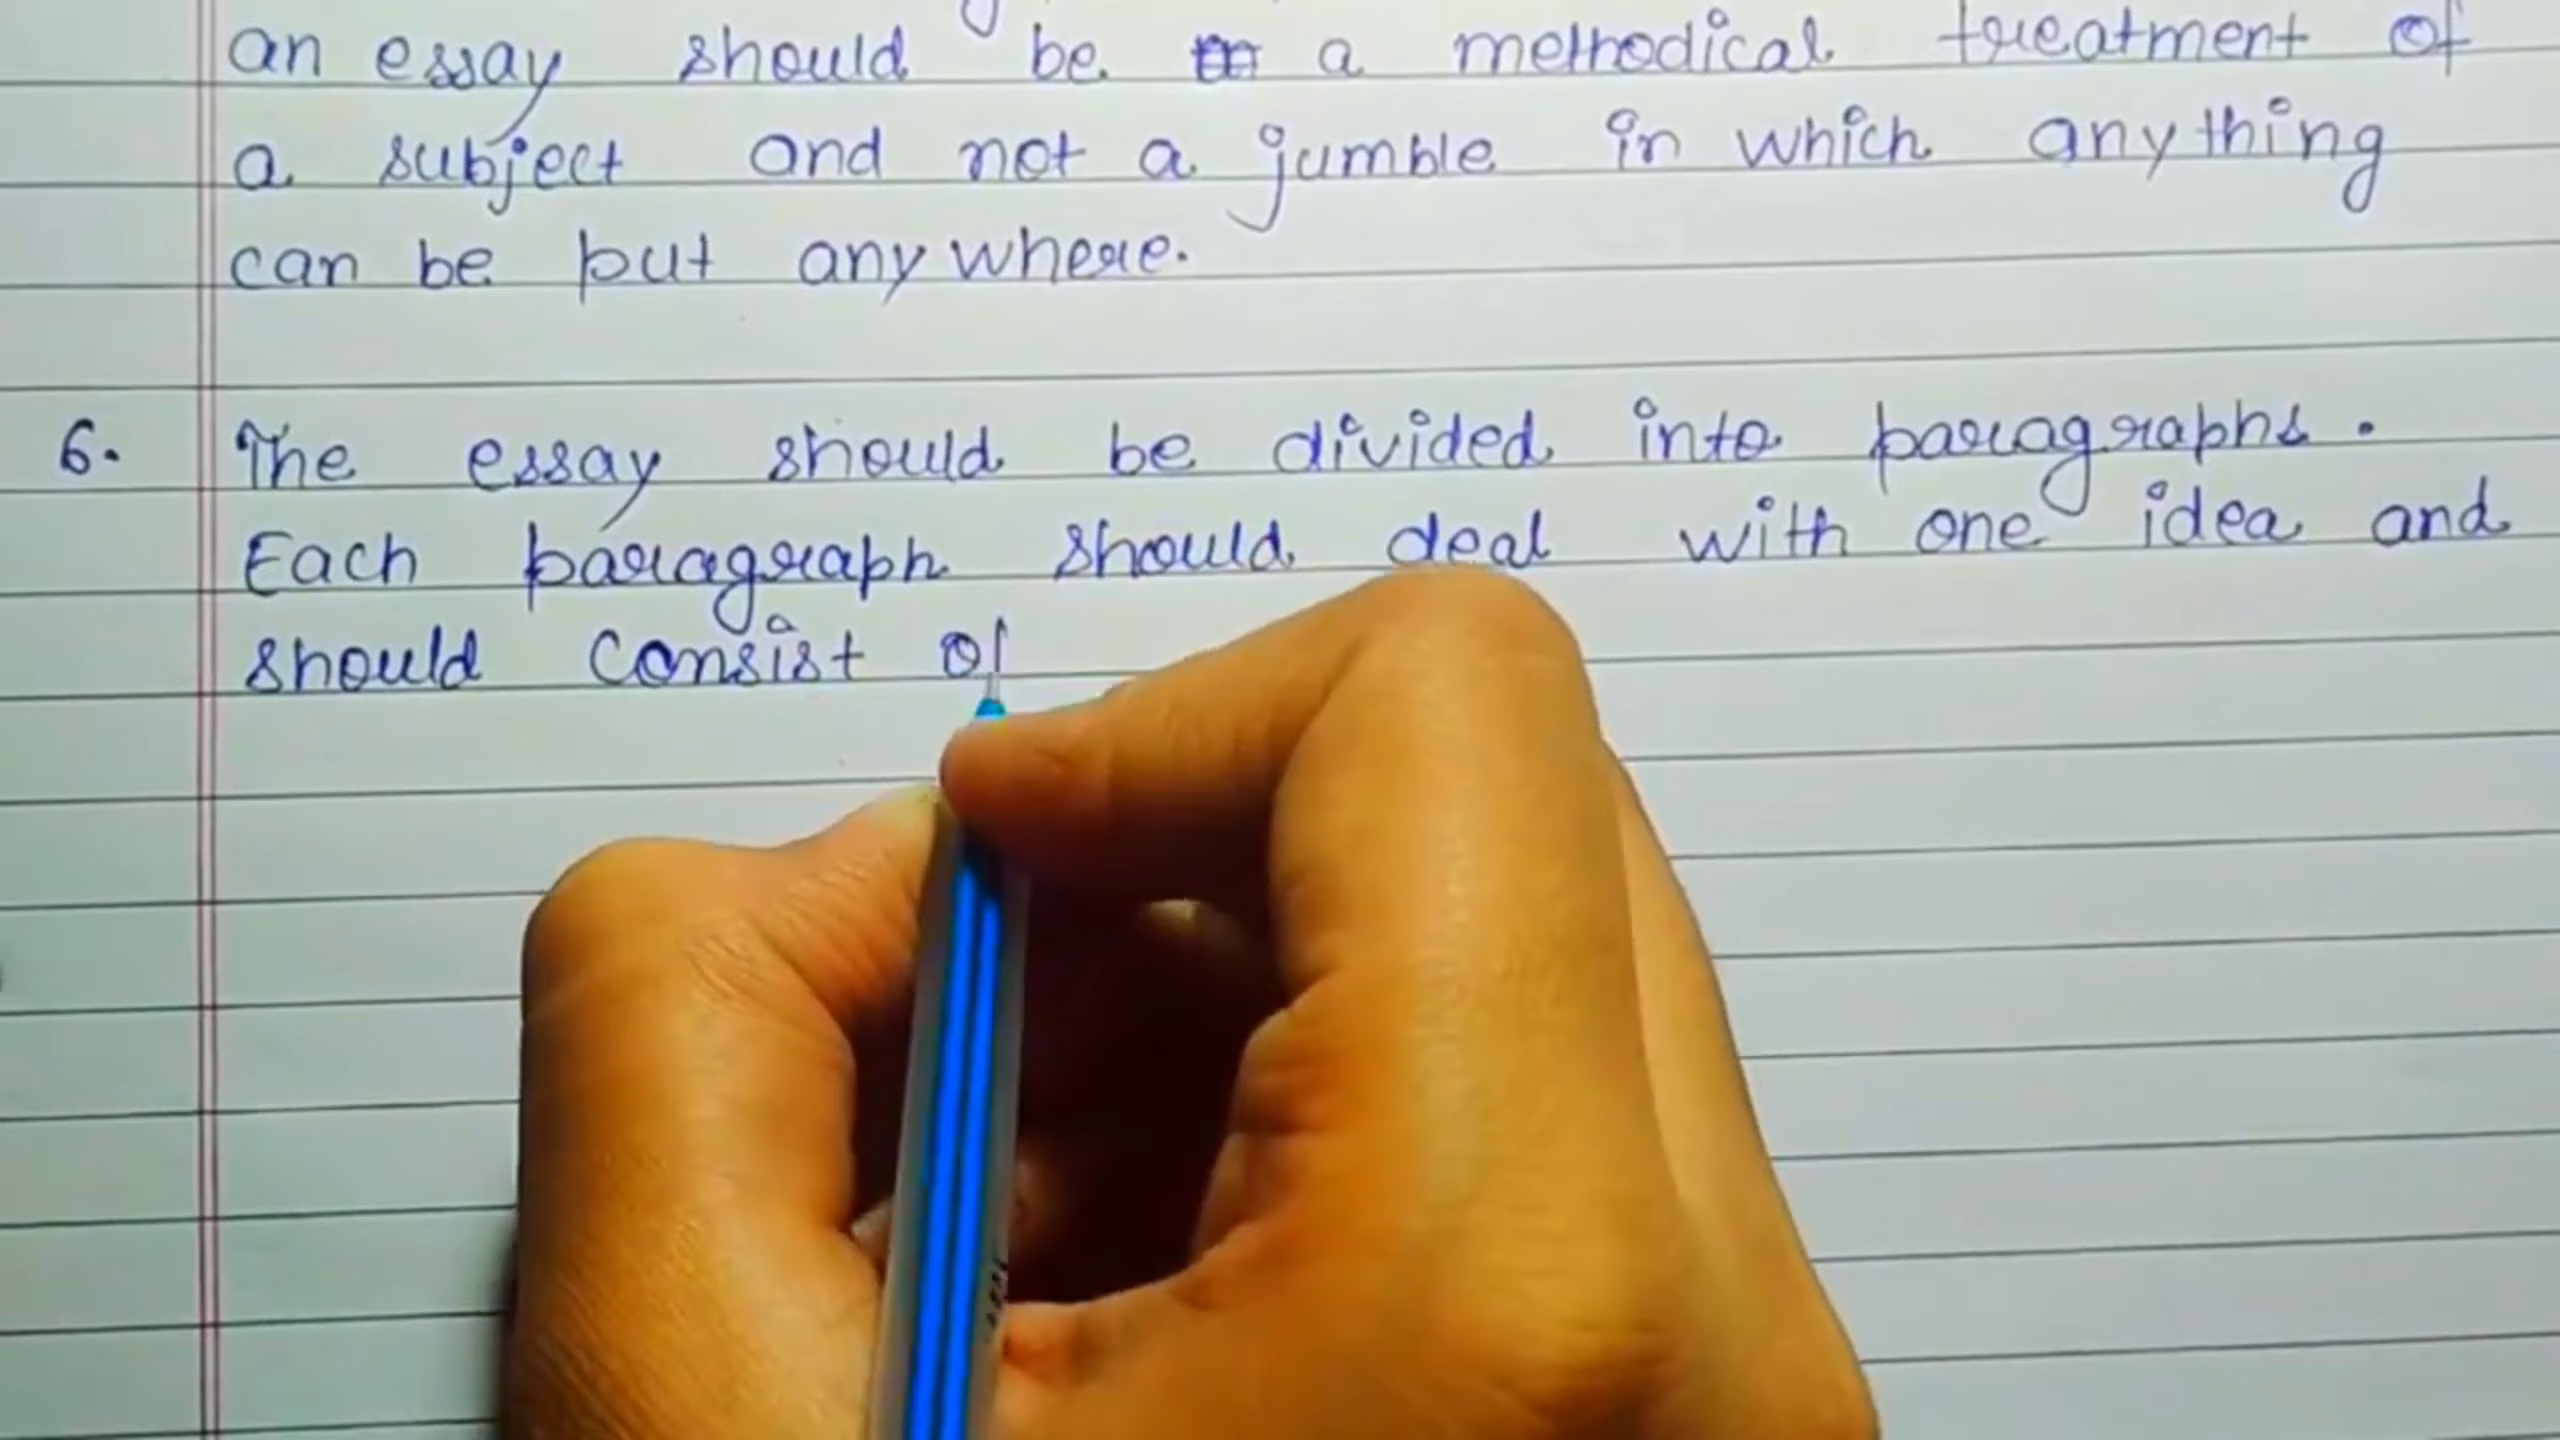 an essay should be a methodical treatment of
a subject and not a jumble in which anything
can be put anywhere.
6. The essay should be divided into paragraphs.
Each paragraph should deal with one idea and
should consist of